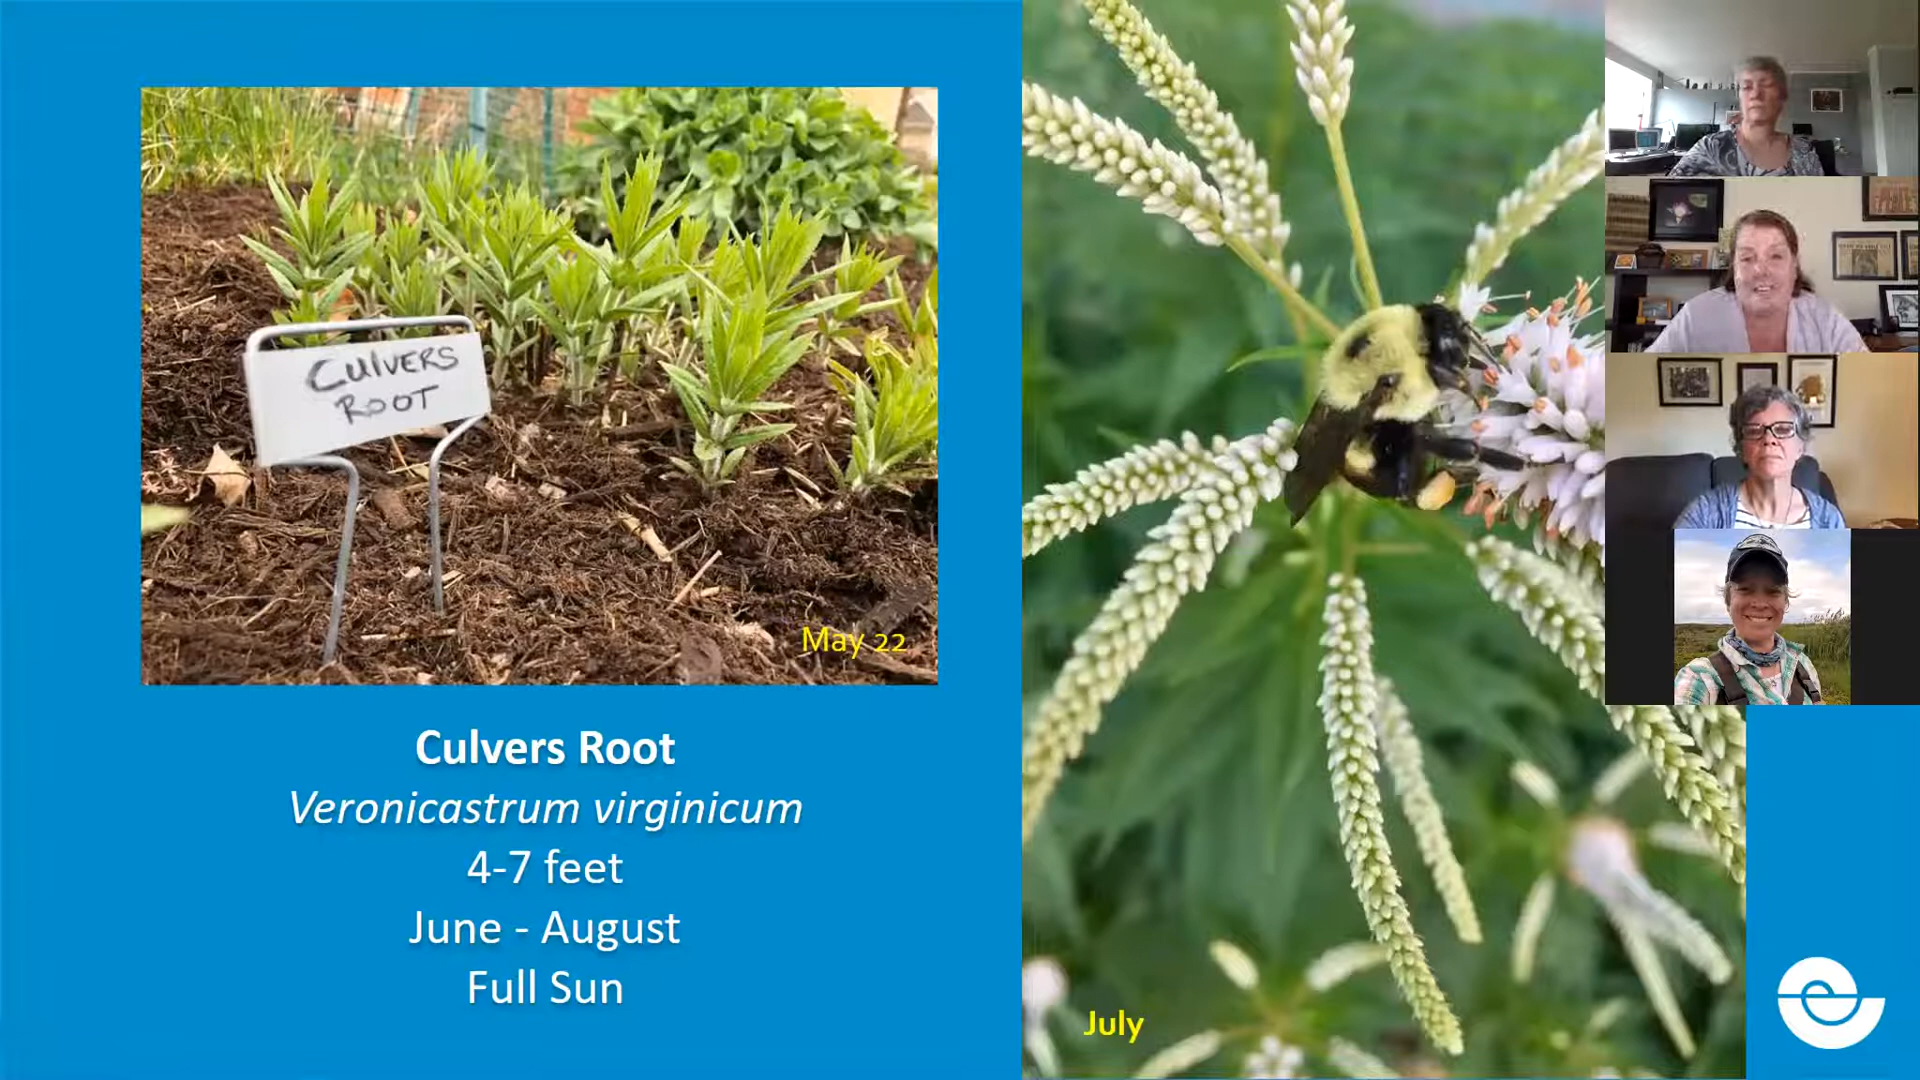 CULVERS
ROOT
May 22
Culvers Root
Veronicastrum virginicum
4-7 feet
June - August
Full Sun
July